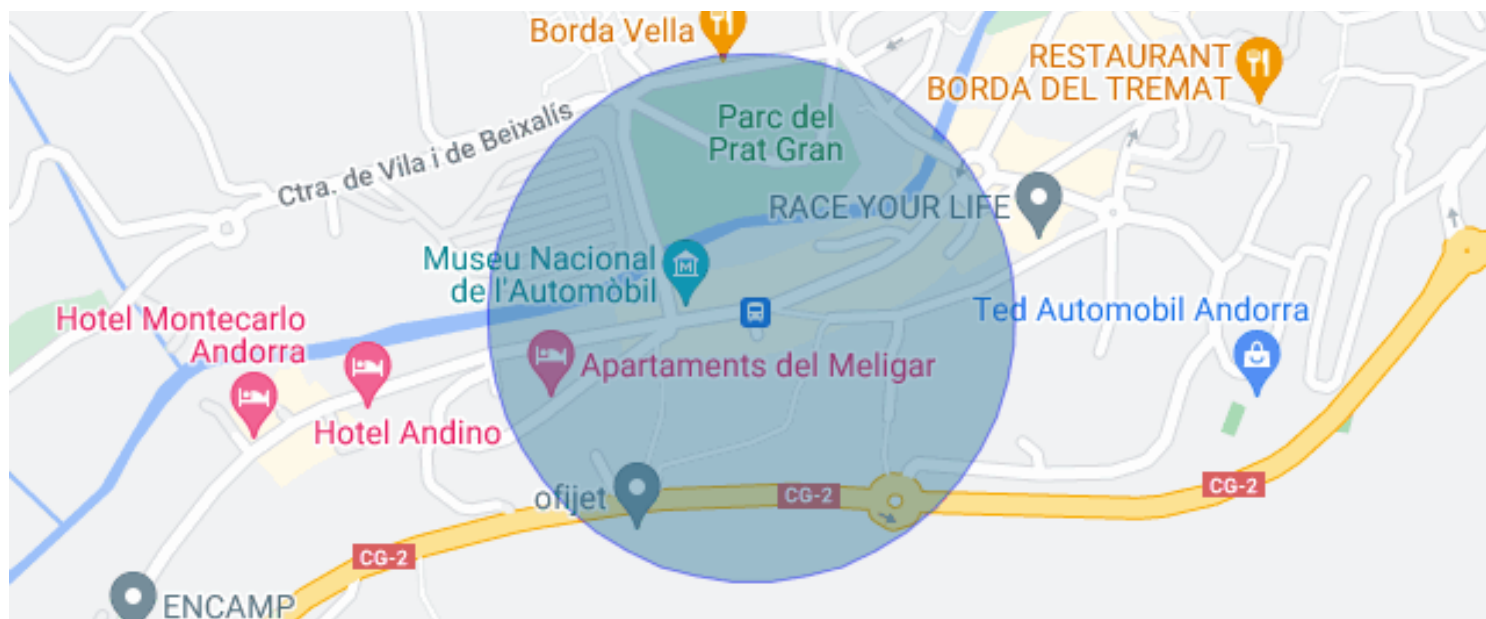 Borda Vella
RESTAURANT
BORDA DEL TREMAT
Parc del
Prat Gran
Ctra. de Vila i de Beixalís
RACE YOUR LIFE
Museu Nacional
de l'Automòbil
M
Hotel Montecarlo
Andorra
Ted Automobil Andorra
Apartaments del Meligar
Hotel Andino
ofijet
CG-2
CG-2
CG-2
ENCAMP